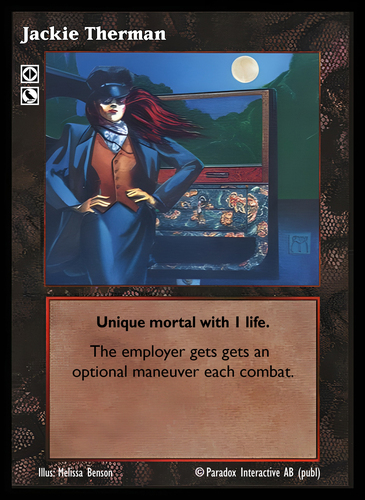 Jackie Therman
Unique mortal with 1 life.
The employer gets gets an
optional maneuver each combat.
Illus: Melissa Benson © Paradox Interactive AB (publ)